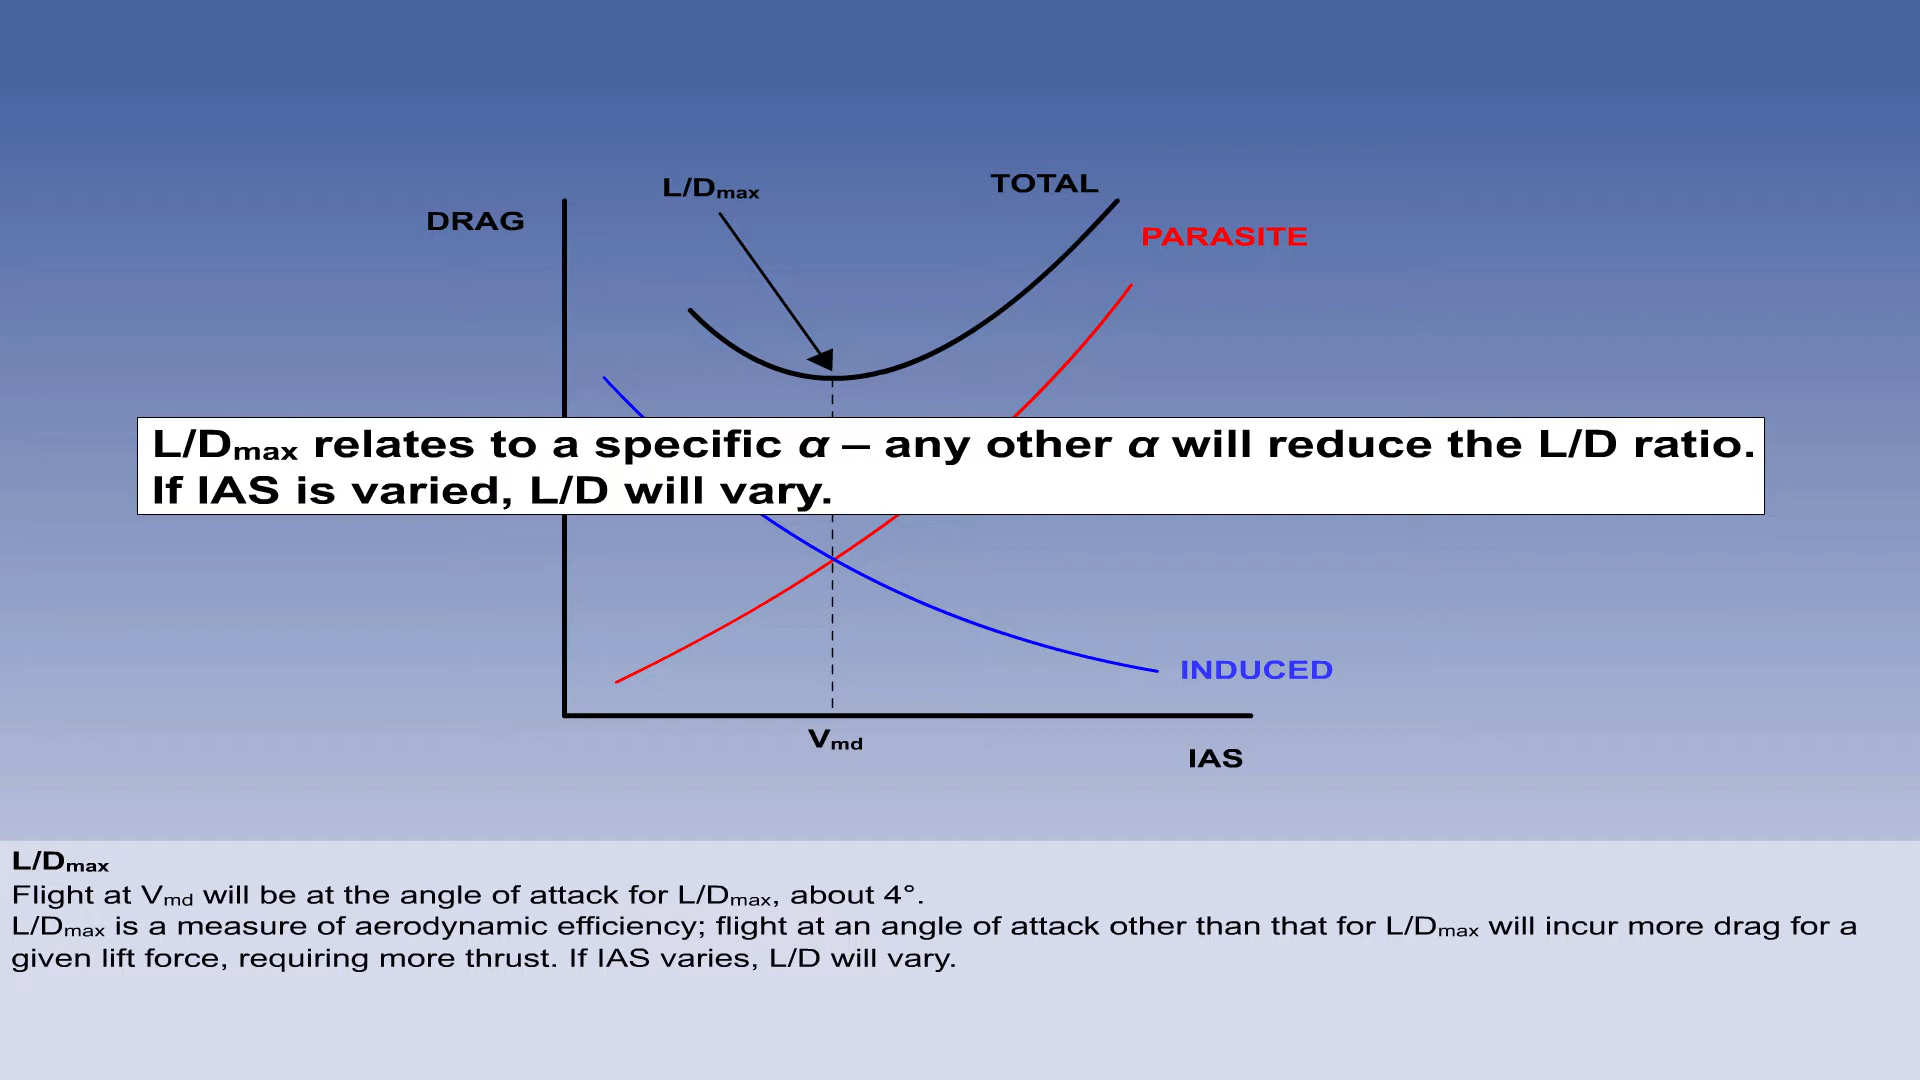 L/Dmax
TOTAL
DRAG
PARASITE
L/Dmax relates to a specific α – any other α will reduce the L/D ratio.
If IAS is varied, L/D will vary.
INDUCED
Vmd
IAS
L/Dmax
Flight at Vmd will be at the angle of attack for L/Dmax, about 4°.
L/Dmax is a measure of aerodynamic efficiency; flight at an angle of attack other than that for L/Dmax will incur more drag for a
given lift force, requiring more thrust. If IAS varies, L/D will vary.